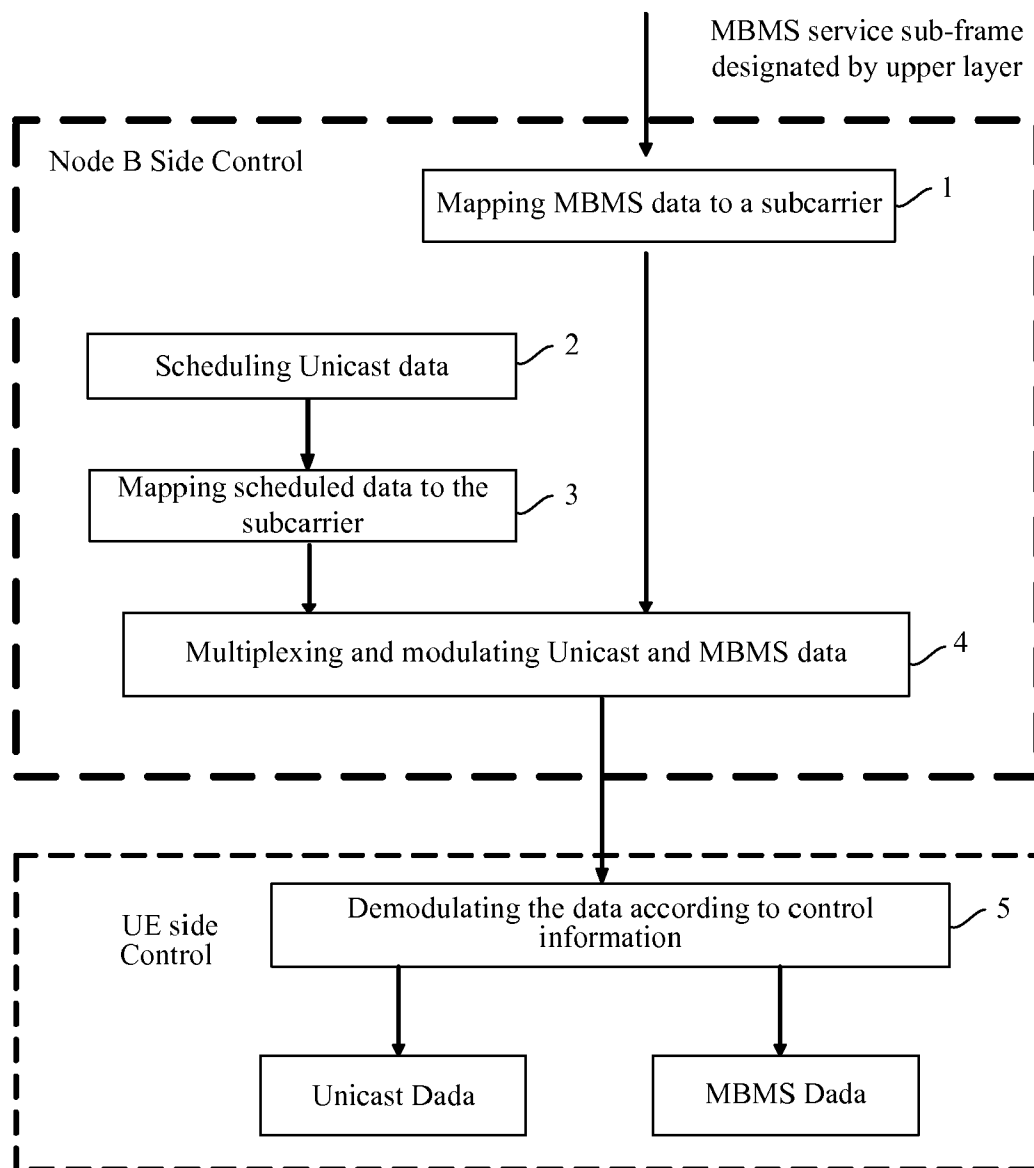 MBMS service sub-frame
designated by upper layer
Node B Side Control
Mapping MBMS data to a subcarrier
1
Scheduling Unicast data
2
Mapping scheduled data to the
subcarrier
3
Multiplexing and modulating Unicast and MBMS data
4
UE side
Control
Demodulating the data according to control
information
5
Unicast Dada
MBMS Dada